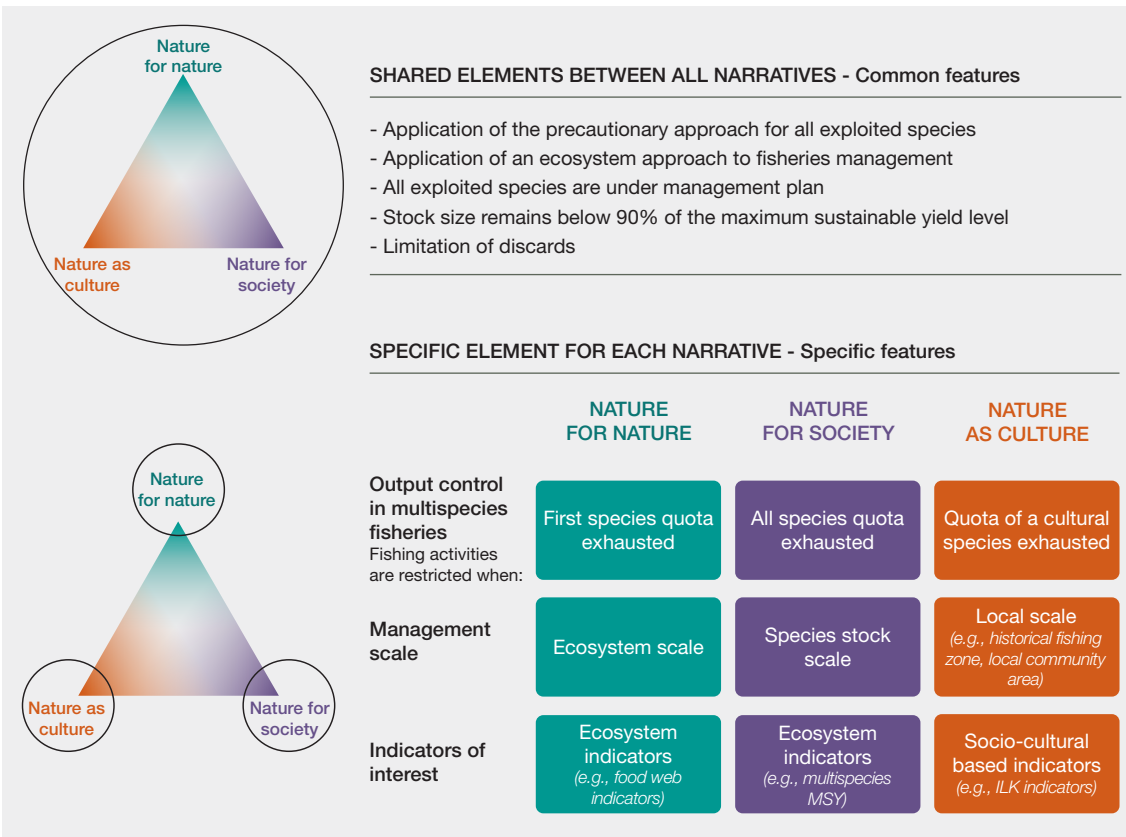 Nature
for nature
Nature as
culture
Nature for
society
SHARED ELEMENTS BETWEEN ALL NARRATIVES - Common features
- Application of the precautionary approach for all exploited species
- Application of an ecosystem approach to fisheries management
- All exploited species are under management plan
- Stock size remains below 90% of the maximum sustainable yield level
- Limitation of discards
SPECIFIC ELEMENT FOR EACH NARRATIVE - Specific features
Nature
for nature
Nature as
culture
Nature for
society
NATURE
FOR NATURE
NATURE
FOR SOCIETY
NATURE
AS CULTURE
Output control
in multispecies
fisheries
Fishing activities
are restricted when:
First species quota
exhausted
All species quota
exhausted
Quota of a cultural
species exhausted
Management
scale
Ecosystem scale
Species stock
scale
Local scale
(e.g., historical fishing
zone, local community
area)
Indicators of
interest
Ecosystem
indicators
(e.g., food web
indicators)
Ecosystem
indicators
(e.g., multispecies
MSY)
Socio-cultural
based indicators
(e.g., ILK indicators)